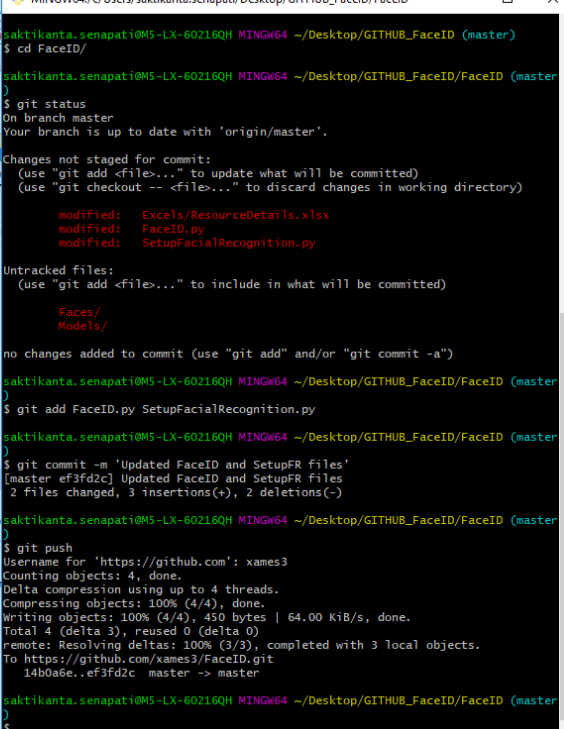 MINGW64:/c/Users/saktikanta.senapati/Desktop/GITHUB_FaceID/FaceID
saktikanta.senapati@M5-LX-60216QH MINGW64 ~/Desktop/GITHUB_FaceID (master)
$ cd FaceID/
saktikanta.senapati@M5-LX-60216QH MINGW64 ~/Desktop/GITHUB_FaceID/FaceID (master
)
$ git status
On branch master
Your branch is up to date with 'origin/master'.
Changes not staged for commit:
  (use "git add <file>..." to update what will be committed)
  (use "git checkout -- <file>..." to discard changes in working directory)
        modified:   Excels/ResourceDetails.xlsx
        modified:   FaceID.py
        modified:   SetupFacialRecognition.py
Untracked files:
  (use "git add <file>..." to include in what will be committed)
        Faces/
        Models/
no changes added to commit (use "git add" and/or "git commit -a")
saktikanta.senapati@M5-LX-60216QH MINGW64 ~/Desktop/GITHUB_FaceID/FaceID (master
)
$ git add FaceID.py SetupFacialRecognition.py
saktikanta.senapati@M5-LX-60216QH MINGW64 ~/Desktop/GITHUB_FaceID/FaceID (master
)
$ git commit -m 'Updated FaceID and SetupFR files'
[master ef3fd2c] Updated FaceID and SetupFR files
 2 files changed, 3 insertions(+), 2 deletions(-)
saktikanta.senapati@M5-LX-60216QH MINGW64 ~/Desktop/GITHUB_FaceID/FaceID (master
)
$ git push
Username for 'https://github.com': xames3
Counting objects: 4, done.
Delta compression using up to 4 threads.
Compressing objects: 100% (4/4), done.
Writing objects: 100% (4/4), 450 bytes | 64.00 KiB/s, done.
Total 4 (delta 3), reused 0 (delta 0)
remote: Resolving deltas: 100% (3/3), completed with 3 local objects.
To https://github.com/xames3/FaceID.git
   14b0a6e..ef3fd2c  master -> master
saktikanta.senapati@M5-LX-60216QH MINGW64 ~/Desktop/GITHUB_FaceID/FaceID (master
)
$